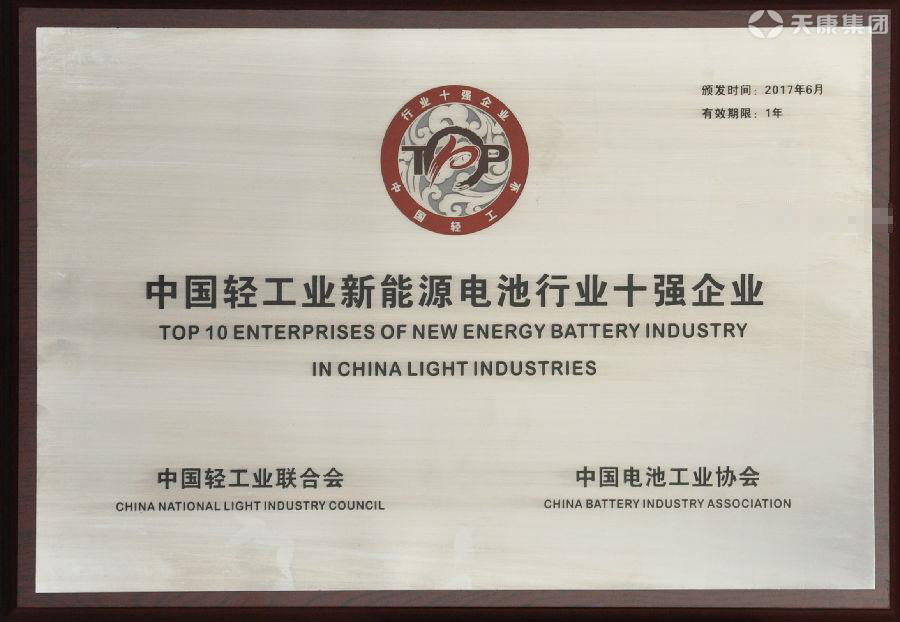 天康集团
颁发时间：2017年6月
有效期限：1年
行业十强企业
TOP
中国轻工业
中国轻工业新能源电池行业十强企业
TOP 10 ENTERPRISES OF NEW ENERGY BATTERY INDUSTRY
IN CHINA LIGHT INDUSTRIES
中国轻工业联合会
CHINA NATIONAL LIGHT INDUSTRY COUNCIL
中国电池工业协会
CHINA BATTERY INDUSTRY ASSOCIATION